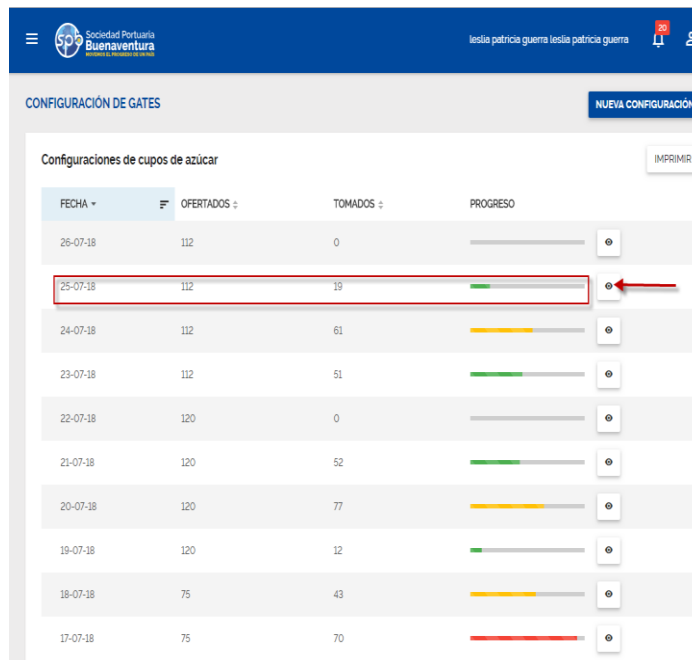 Sociedad Portuaria
Buenaventura
leslia patricia guerra leslia patricia guerra
20
CONFIGURACIÓN DE GATES
NUEVA CONFIGURACIÓN
Configuraciones de cupos de azúcar
IMPRIMIR
FECHA OFERTADOS TOMADOS PROGRESO
26-07-18 112 0
25-07-18 112 19
24-07-18 112 61
23-07-18 112 51
22-07-18 120 0
21-07-18 120 52
20-07-18 120 77
19-07-18 120 12
18-07-18 75 43
17-07-18 75 70